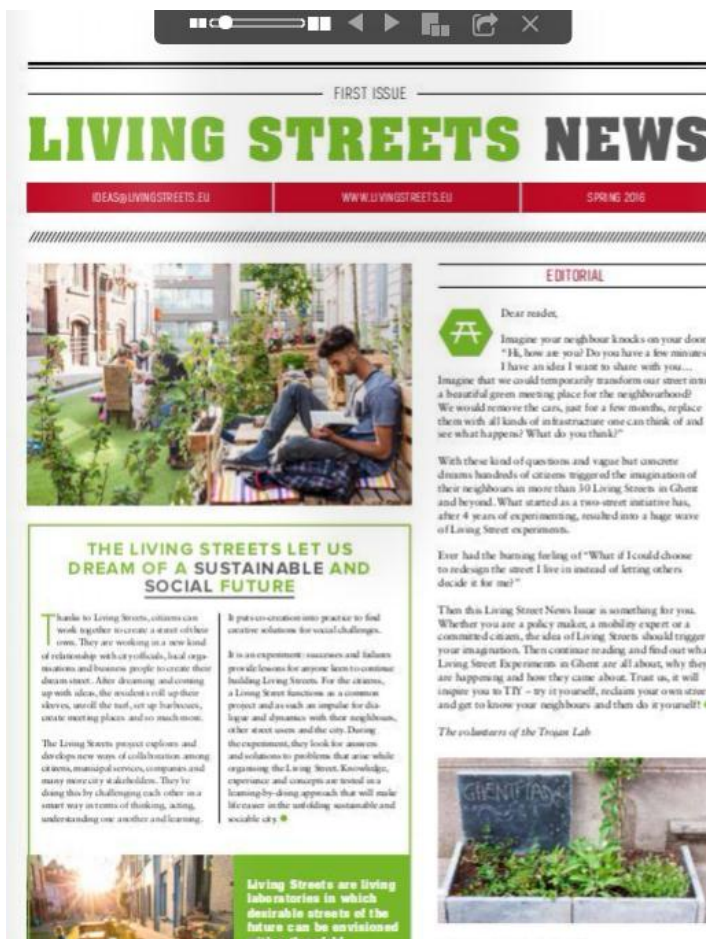 FIRST ISSUE
LIVING STREETS NEWS
IDEAS@LIVINGSTREETS.EU
WWW.LIVINGSTREETS.EU
SPRING 2016
THE LIVING STREETS LET US
DREAM OF A SUSTAINABLE AND
SOCIAL FUTURE
Thanks to Living Streets, citizens can
work together to create a street of their
own. They are working in a new kind
of relationship with city officials, local orga-
nisations and business people to create their
dream street. After dreaming and coming
up with ideas, the residents roll up their
sleeves, unroll the turf, set up barbecues,
create meeting places and so much more.
The Living Streets project explores and
develops new ways of collaboration among
citizens, municipal services, companies and
many more city stakeholders. They're
doing this by challenging each other in a
smart way in terms of thinking, acting,
understanding one another and learning.
It puts co-creation into practice to find
creative solutions for social challenges.
It is an experiment: successes and failures
provide lessons for anyone keen to continue
building Living Streets. For the citizens,
a Living Street functions as a common
project and as such an impulse for dia-
logue and dynamics with their neighbours,
other street users and the city. During
the experiment, they look for answers
and solutions to problems that arise while
organising the Living Street. Knowledge,
experience and concepts are tested in a
learning-by-doing approach that will make
life easier in the unfolding sustainable and
sociable city.
Living Streets are living
laboratories in which
desirable streets of the
future can be envisioned
EDITORIAL
Dear reader,
Imagine your neighbour knocks on your door
"Hi, how are you? Do you have a few minutes
I have an idea I want to share with you...
Imagine that we could temporarily transform our street into
a beautiful green meeting place for the neighbourhood?
We would remove the cars, just for a few months, replace
them with all kinds of infrastructure one can think of and
see what happens? What do you think?"
With these kind of questions and vague but concrete
dreams hundreds of citizens triggered the imagination of
their neighbours in more than 30 Living Streets in Ghent
and beyond. What started as a two-street initiative has,
after 4 years of experimenting, resulted into a huge wave
of Living Street experiments.
Ever had the burning feeling of "What if I could choose
to redesign the street I live in instead of letting others
decide it for me?"
Then this Living Street News Issue is something for you.
Whether you are a policy maker, a mobility expert or a
committed citizen, the idea of Living Streets should trigger
your imagination. Then continue reading and find out what
Living Street Experiments in Ghent are all about, why they
are happening and how they came about. Trust us, it will
inspire you to TIY – try it yourself, reclaim your own street
and get to know your neighbours and then do it yourself!
The volunteers of the Trojan Lab